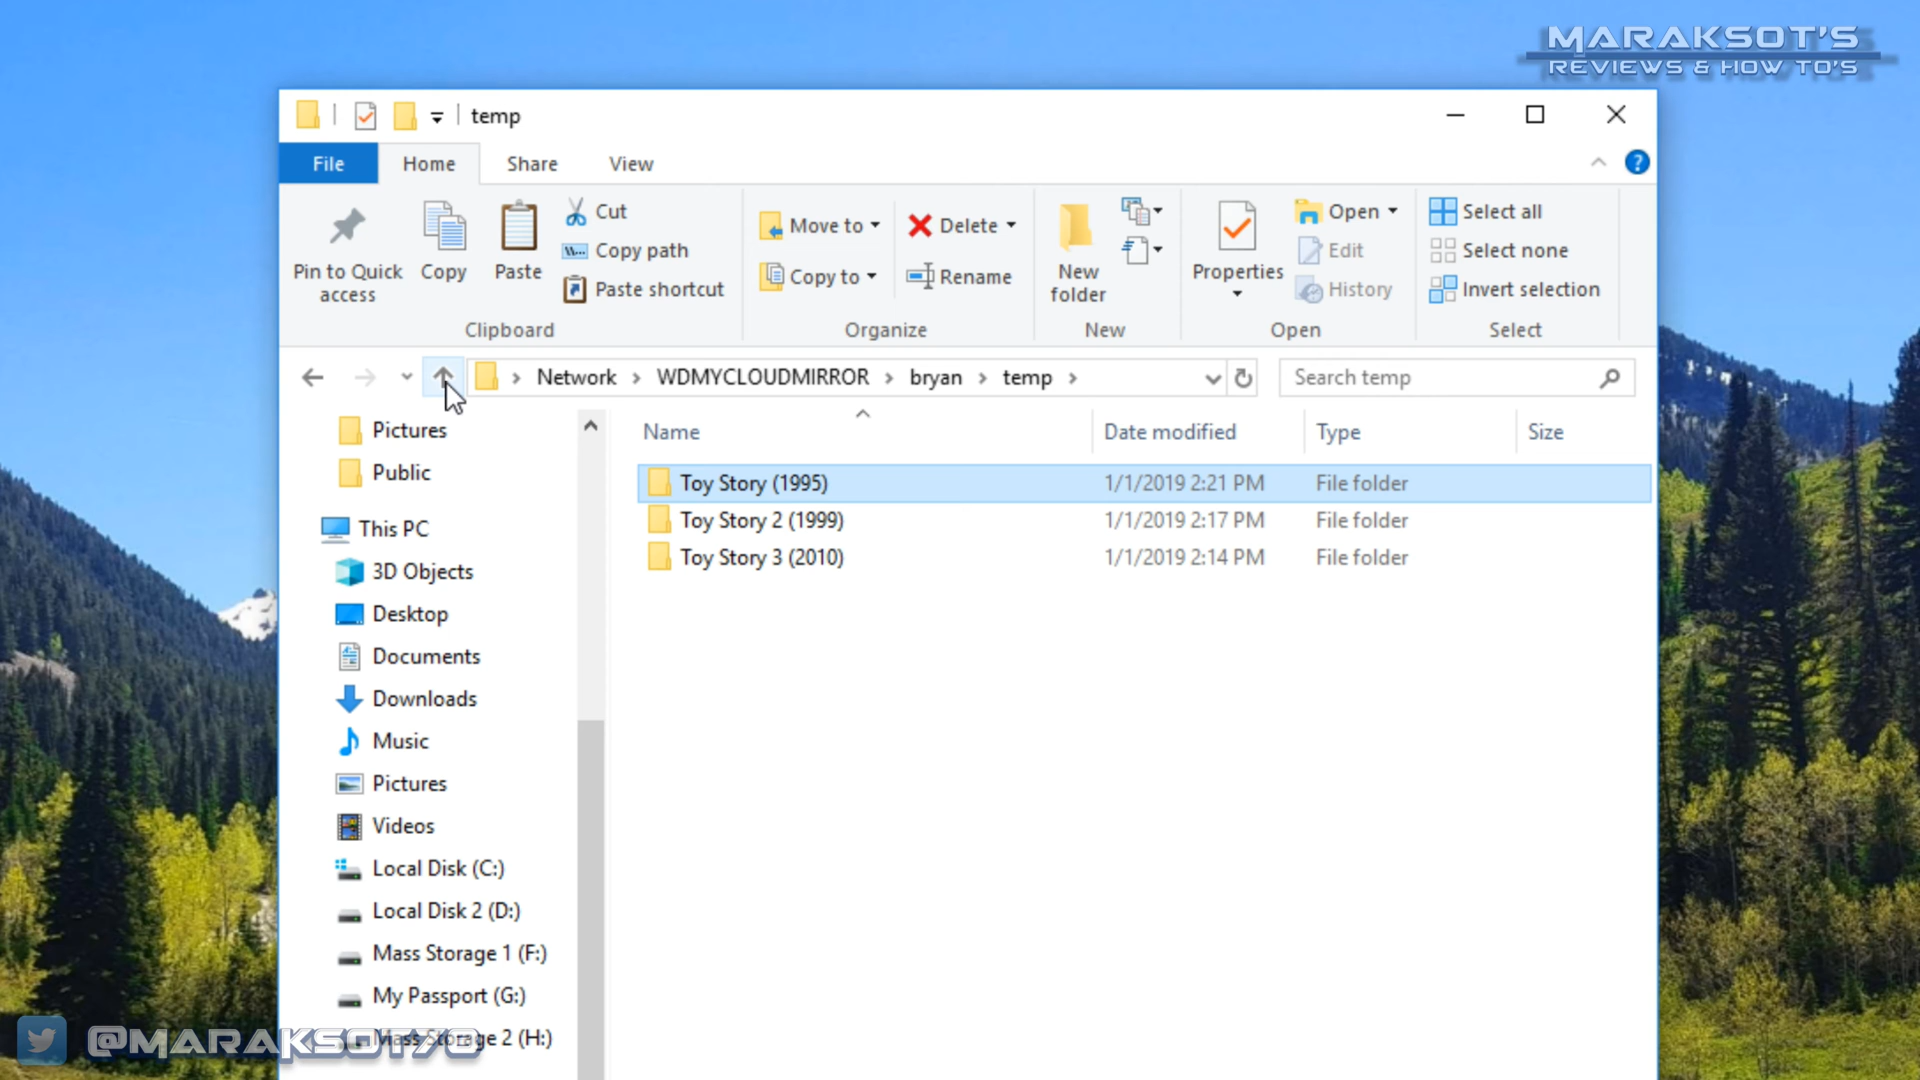 MARAKSOT'S
REVIEWS & HOW TO'S
temp
File Home Share View
Pin to Quick access
Copy
Paste
Cut
Copy path
Paste shortcut
Clipboard
Move to
Copy to
Delete
Rename
Organize
New folder
New
Properties
Open
Edit
History
Open
Select all
Select none
Invert selection
Select
Network > WDMYCLOUDMIRROR > bryan > temp >
Search temp
Name Date modified Type Size
Toy Story (1995) 1/1/2019 2:21 PM File folder
Toy Story 2 (1999) 1/1/2019 2:17 PM File folder
Toy Story 3 (2010) 1/1/2019 2:14 PM File folder
Pictures
Public
This PC
3D Objects
Desktop
Documents
Downloads
Music
Pictures
Videos
Local Disk (C:)
Local Disk 2 (D:)
Mass Storage 1 (F:)
My Passport (G:)
Mass Storage 2 (H:)
@MARAKSOT78